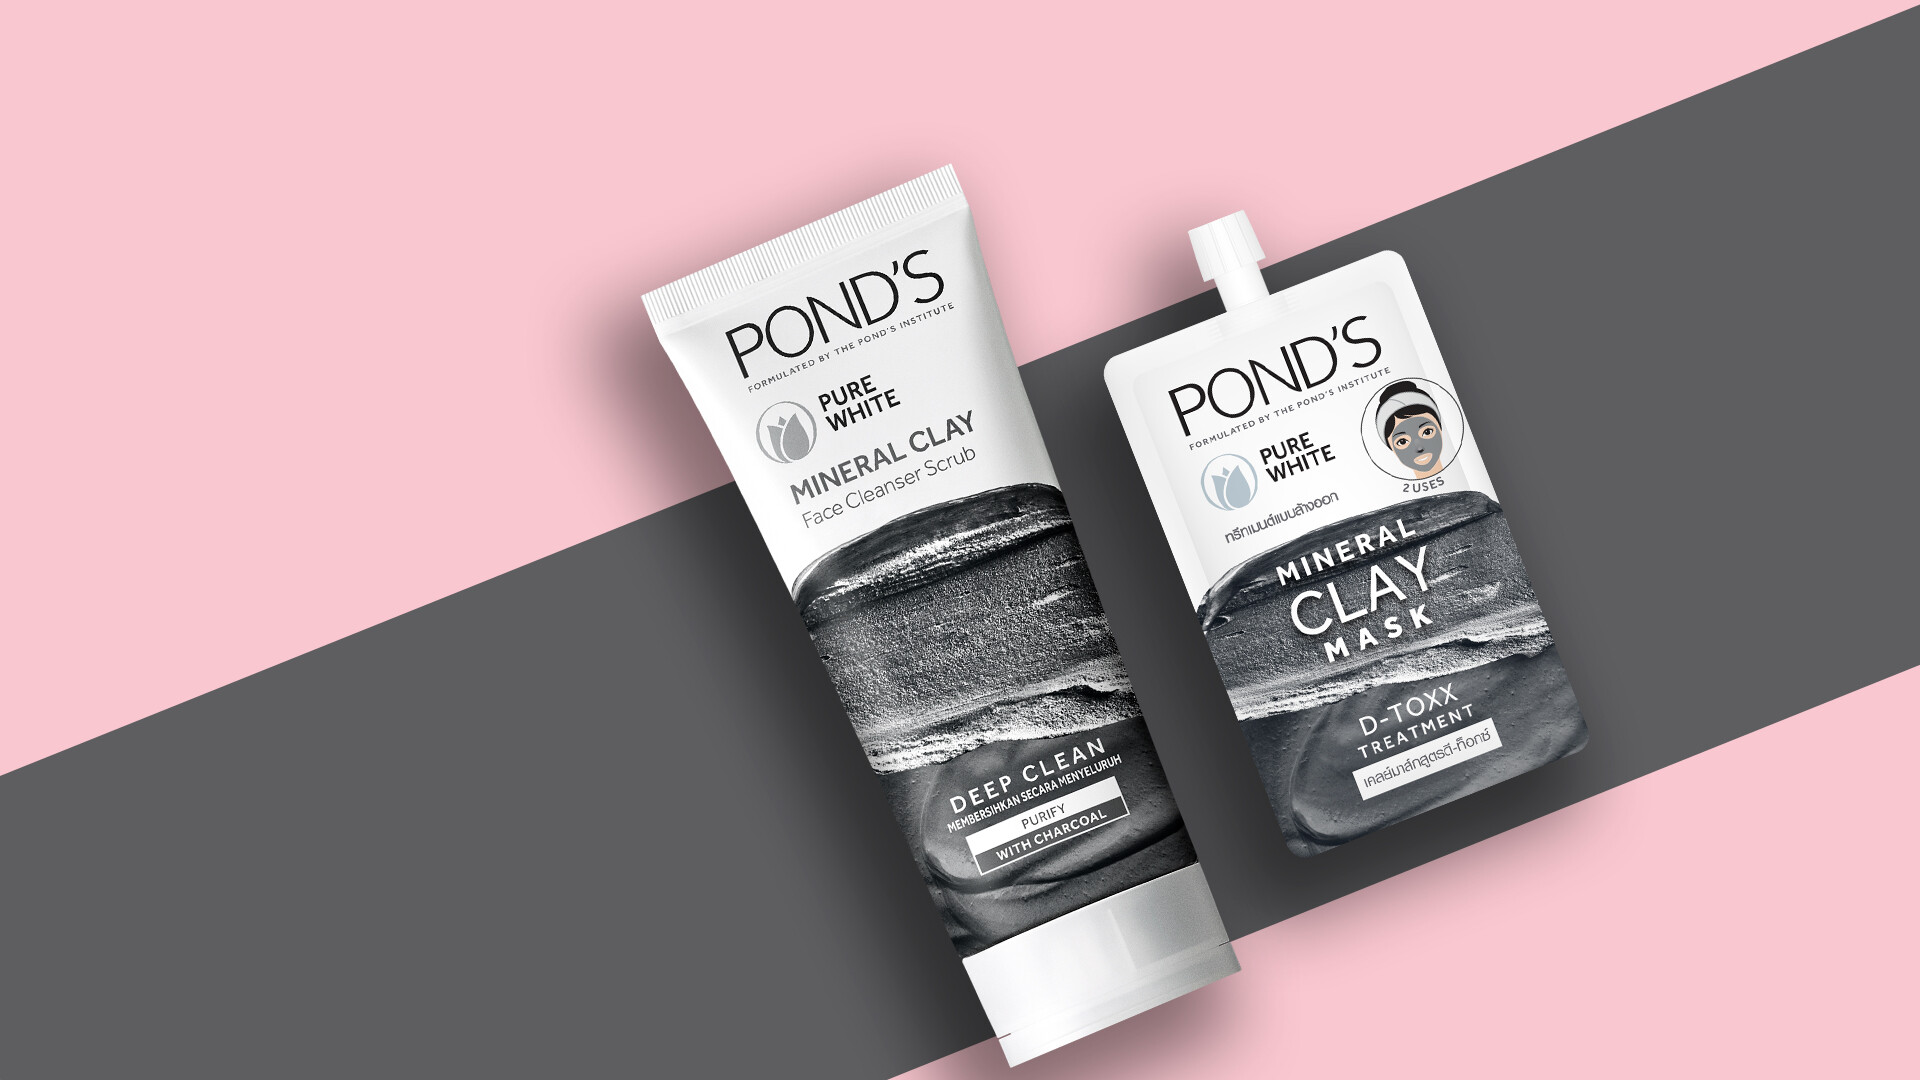 POND'S
FORMULATED BY THE POND'S INSTITUTE
PURE
WHITE
MINERAL CLAY
Face Cleanser Scrub
DEEP CLEAN
MEMBERSIHKAN SECARA MENYELURUH
PURIFY
WITH CHARCOAL
POND'S
FORMULATED BY THE POND'S INSTITUTE
PURE
WHITE
2 USES
ทรีทเมนต์แบบล้างออก
MINERAL
CLAY
MASK
D-TOXX
TREATMENT
เคลย์มาส์กสูตรดี-ท็อกซ์